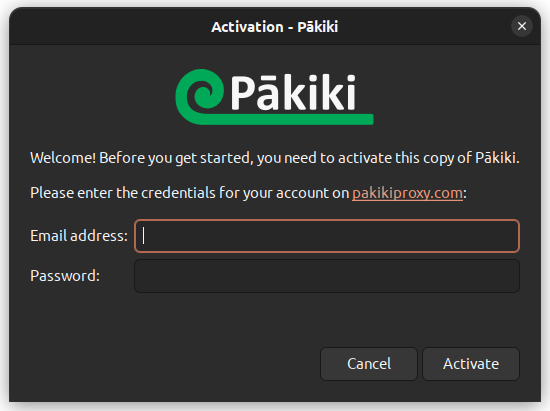 Activation - Pākiki
Pākiki
Welcome! Before you get started, you need to activate this copy of Pākiki.
Please enter the credentials for your account on pakikiproxy.com:
Email address:
Password:
Cancel
Activate